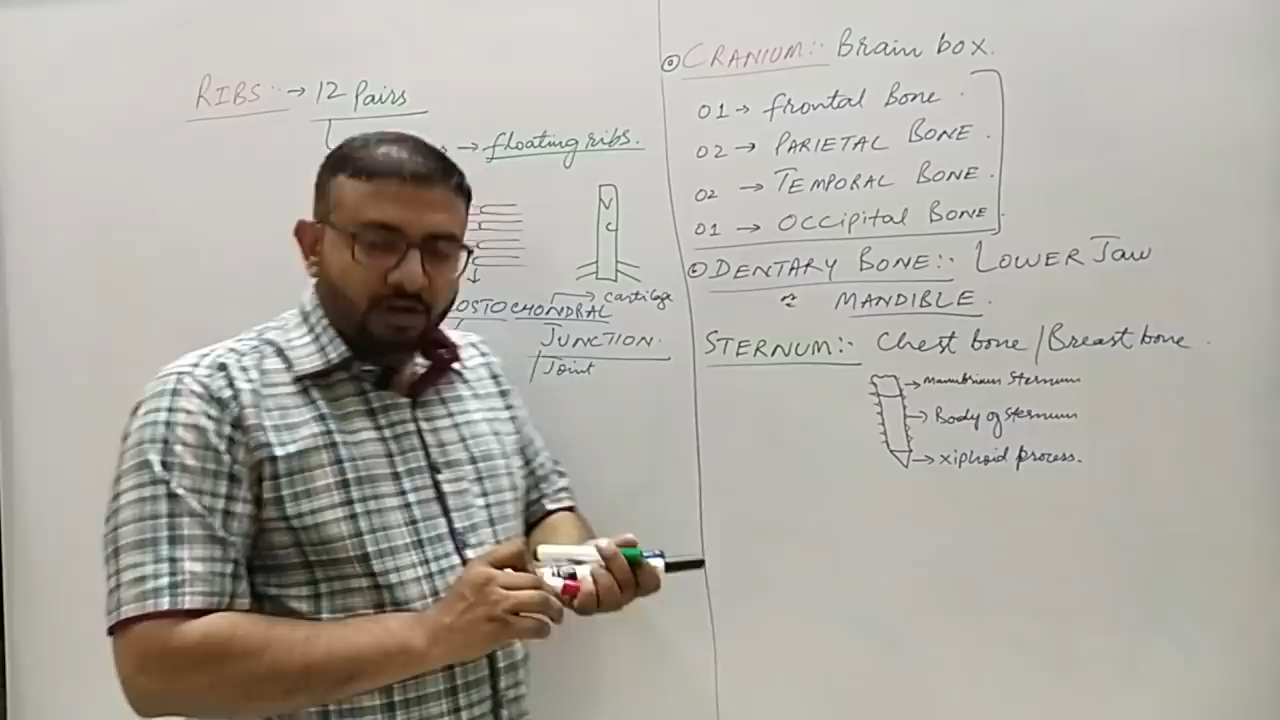 RIBS :→ 12 Pairs
→ floating ribs.
V
C
cartilage
OSTOCHONDRAL
JUNCTION.
/Joint
CRANIUM:: Brain box.
01 → frontal Bone
02 → PARIETAL BONE.
02 → TEMPORAL BONE.
01 → Occipital BONE
DENTARY BONE:- LOWER JAW
MANDIBLE.
STERNUM:- Chest bone/Breast bone.
→ Manubrium Sternum
→ Body of sternum
→ xiphoid process.